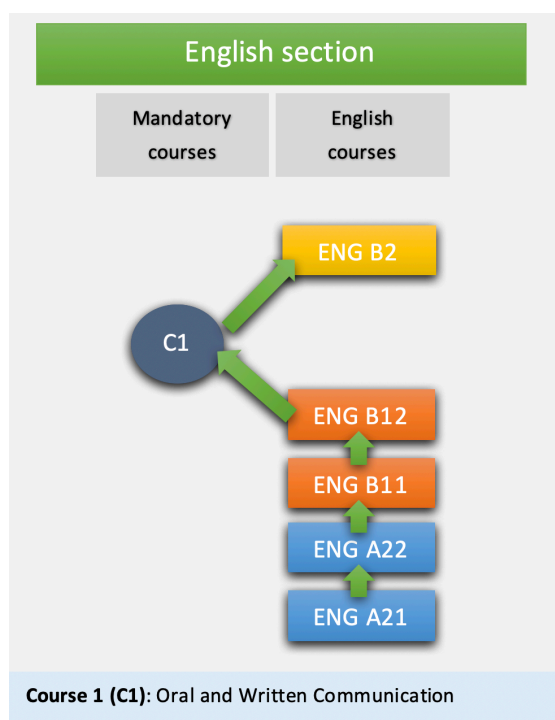 English section
Mandatory
courses
English
courses
ENG B2
C1
ENG B12
ENG B11
ENG A22
ENG A21
Course 1 (C1): Oral and Written Communication